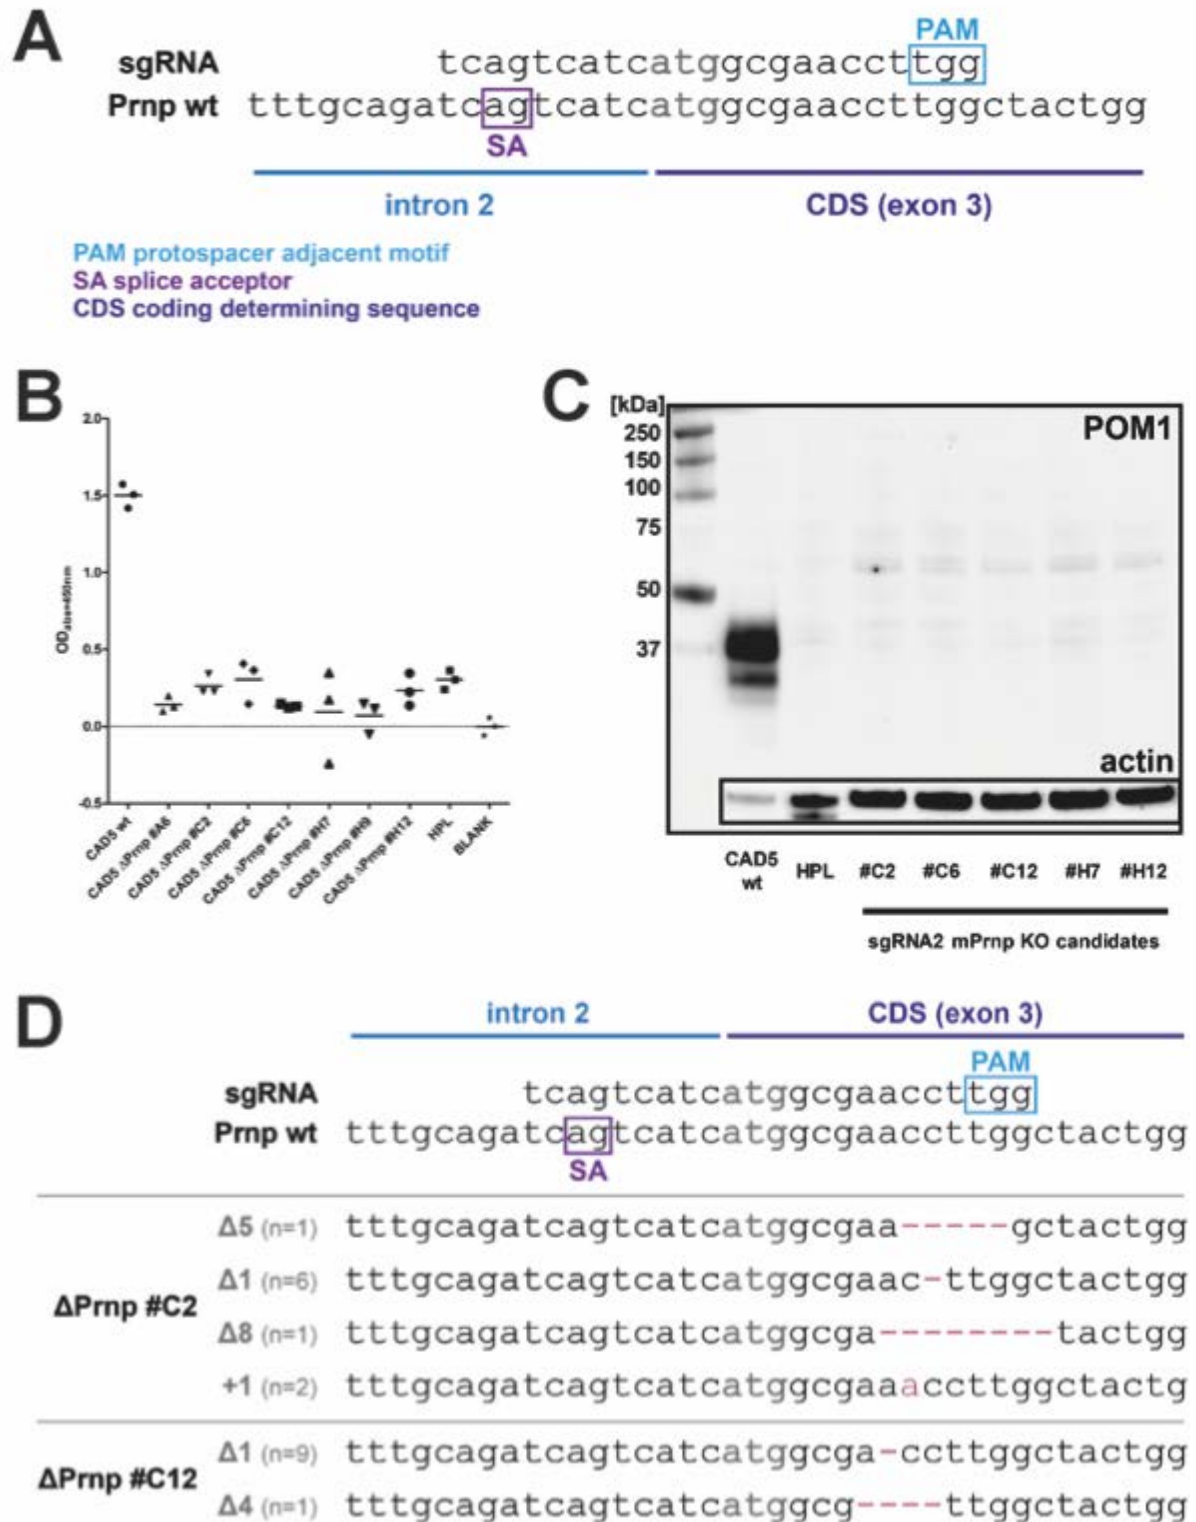 A
PAM
sgRNA tcagtcatcatggcgaaccttgg
Prnp wt tttgcagatcagtcatcatggcgaaccttggctactgg
SA
intron 2 CDS (exon 3)
PAM protospacer adjacent motif
SA splice acceptor
CDS coding determining sequence
B
2.0
1.5
1.0
0.5
0.0
-0.5
ODabs=450nm
CAD5 wt
CAD5 ΔPrnp #A6
CAD5 ΔPrnp #C2
CAD5 ΔPrnp #C6
CAD5 ΔPrnp #C12
CAD5 ΔPrnp #H7
CAD5 ΔPrnp #H9
CAD5 ΔPrnp #H12
HPL
BLANK
C
[kDa]
250
150
100
75
50
37
POM1
actin
CAD5 wt HPL #C2 #C6 #C12 #H7 #H12
sgRNA2 mPrnp KO candidates
D
intron 2 CDS (exon 3)
PAM
sgRNA tcagtcatcatggcgaaccttgg
Prnp wt tttgcagatcagtcatcatggcgaaccttggctactgg
SA
ΔPrnp #C2
Δ5 (n=1) tttgcagatcagtcatcatggcgaa-----gctactgg
Δ1 (n=6) tttgcagatcagtcatcatggcgaac-ttggctactgg
Δ8 (n=1) tttgcagatcagtcatcatggcga--------tactgg
+1 (n=2) tttgcagatcagtcatcatggcgaaaccttggctactg
ΔPrnp #C12
Δ1 (n=9) tttgcagatcagtcatcatggcga-ccttggctactgg
Δ4 (n=1) tttgcagatcagtcatcatggcg----ttggctactgg